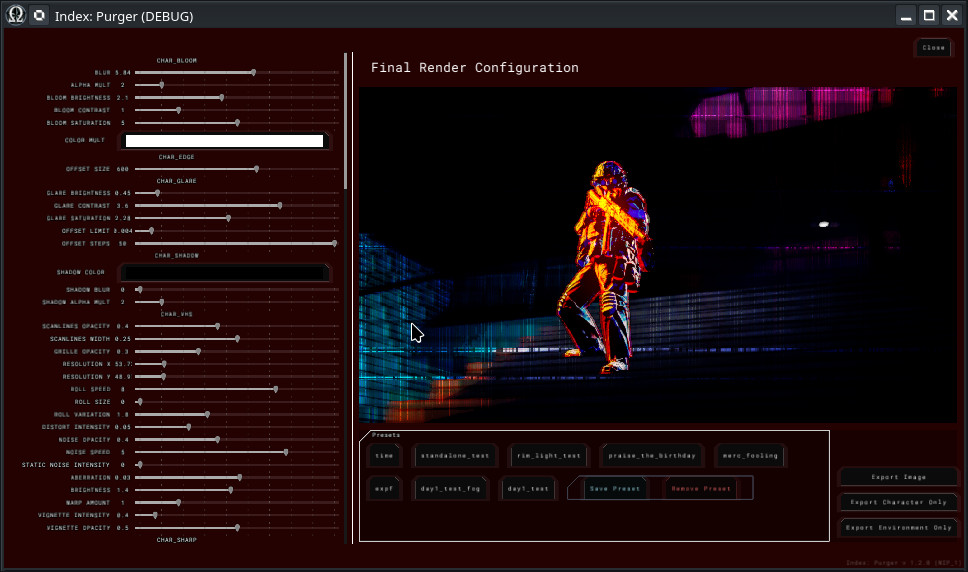 Index: Purger (DEBUG)
Close
CHAR_BLOOM
BLUR 5.84
ALPHA MULT 2
BLOOM BRIGHTNESS 2.1
BLOOM CONTRAST 1
BLOOM SATURATION 5
COLOR MULT
CHAR_EDGE
OFFSET SIZE 600
CHAR_GLARE
GLARE BRIGHTNESS 0.45
GLARE CONTRAST 3.6
GLARE SATURATION 2.28
OFFSET LIMIT 0.004
OFFSET STEPS 50
CHAR_SHADOW
SHADOW COLOR
SHADOW BLUR 0
SHADOW ALPHA MULT 2
CHAR_VHS
SCANLINES OPACITY 0.4
SCANLINES WIDTH 0.25
GRILLE OPACITY 0.3
RESOLUTION X 53.7
RESOLUTION Y 48.9
ROLL SPEED 8
ROLL SIZE 0
ROLL VARIATION 1.8
DISTORT INTENSITY 0.05
NOISE OPACITY 0.4
NOISE SPEED 5
STATIC NOISE INTENSITY 0
ABERRATION 0.03
BRIGHTNESS 1.4
WARP AMOUNT 1
VIGNETTE INTENSITY 0.4
VIGNETTE OPACITY 0.5
CHAR_SHARP
Final Render Configuration
Presets
time standalone_test rim_light_test praise_the_birthday merc_fooling
espf day1_test_fog day1_test Save Preset Remove Preset
Export Image
Export Character Only
Export Environment Only
Index: Purger v 1.2.0 (WIP_1)